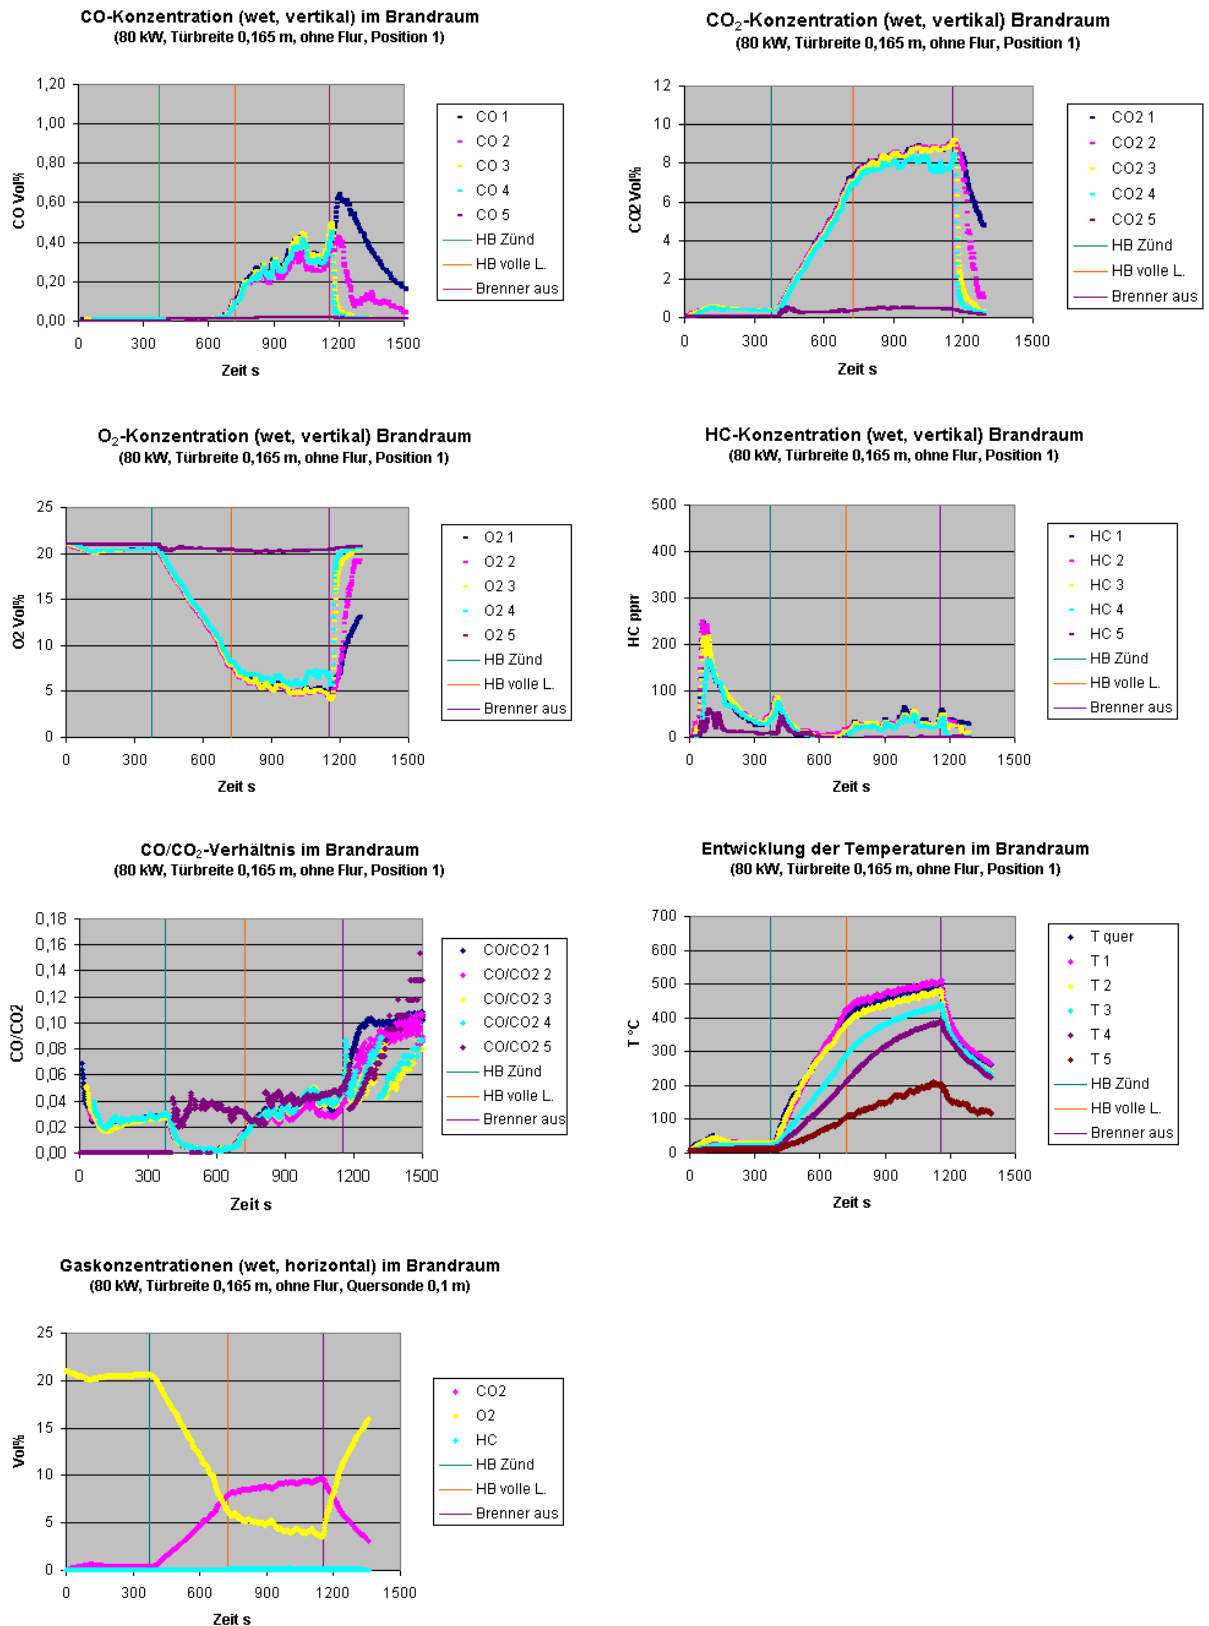 CO-Konzentration (wet, vertikal) im Brandraum
(80 kW, Türbreite 0,165 m, ohne Flur, Position 1)
1,20
1,00
0,80
0,60
0,40
0,20
0,00
CO Vol%
0 300 600 900 1200 1500
Zeit s
CO 1
CO 2
CO 3
CO 4
CO 5
HB Zünd
HB volle L.
Brenner aus
CO₂-Konzentration (wet, vertikal) Brandraum
(80 kW, Türbreite 0,165 m, ohne Flur, Position 1)
12
10
8
6
4
2
0
CO2 Vol%
0 300 600 900 1200 1500
Zeit s
CO2 1
CO2 2
CO2 3
CO2 4
CO2 5
HB Zünd
HB volle L.
Brenner aus
O₂-Konzentration (wet, vertikal) Brandraum
(80 kW, Türbreite 0,165 m, ohne Flur, Position 1)
25
20
15
10
5
0
O2 Vol%
0 300 600 900 1200 1500
Zeit s
O2 1
O2 2
O2 3
O2 4
O2 5
HB Zünd
HB volle L.
Brenner aus
HC-Konzentration (wet, vertikal) Brandraum
(80 kW, Türbreite 0,165 m, ohne Flur, Position 1)
500
400
300
200
100
0
HC ppm
0 300 600 900 1200 1500
Zeit s
HC 1
HC 2
HC 3
HC 4
HC 5
HB Zünd
HB volle L.
Brenner aus
CO/CO₂-Verhältnis im Brandraum
(80 kW, Türbreite 0,165 m, ohne Flur, Position 1)
0,18
0,16
0,14
0,12
0,10
0,08
0,06
0,04
0,02
0,00
CO/CO2
0 300 600 900 1200 1500
Zeit s
CO/CO2 1
CO/CO2 2
CO/CO2 3
CO/CO2 4
CO/CO2 5
HB Zünd
HB volle L.
Brenner aus
Entwicklung der Temperaturen im Brandraum
(80 kW, Türbreite 0,165 m, ohne Flur, Position 1)
700
600
500
400
300
200
100
0
T °C
0 300 600 900 1200 1500
Zeit s
T quer
T 1
T 2
T 3
T 4
T 5
HB Zünd
HB volle L.
Brenner aus
Gaskonzentrationen (wet, horizontal) im Brandraum
(80 kW, Türbreite 0,165 m, ohne Flur, Quersonde 0,1 m)
25
20
15
10
5
0
Vol%
0 300 600 900 1200 1500
Zeit s
CO2
O2
HC
HB Zünd
HB volle L.
Brenner aus